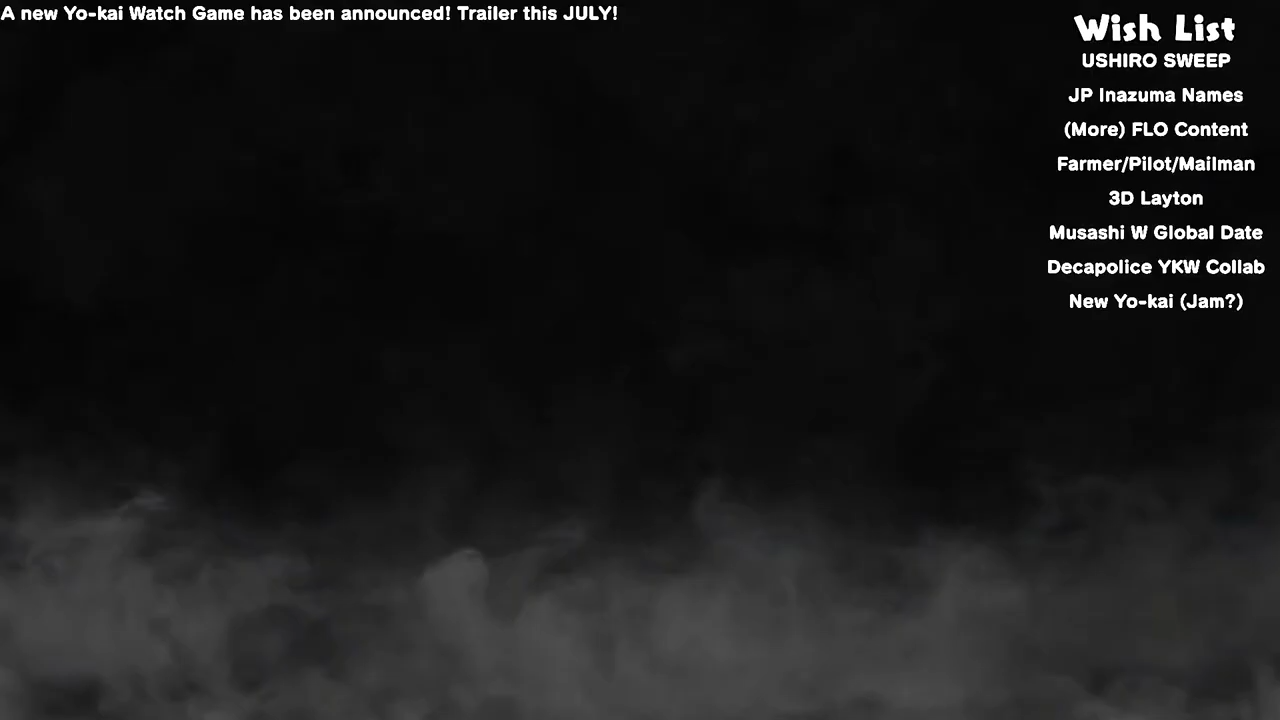 A new Yo-kai Watch Game has been announced! Trailer this JULY!
Wish List
USHIRO SWEEP
JP Inazuma Names
(More) FLO Content
Farmer/Pilot/Mailman
3D Layton
Musashi W Global Date
Decapolice YKW Collab
New Yo-kai (Jam?)